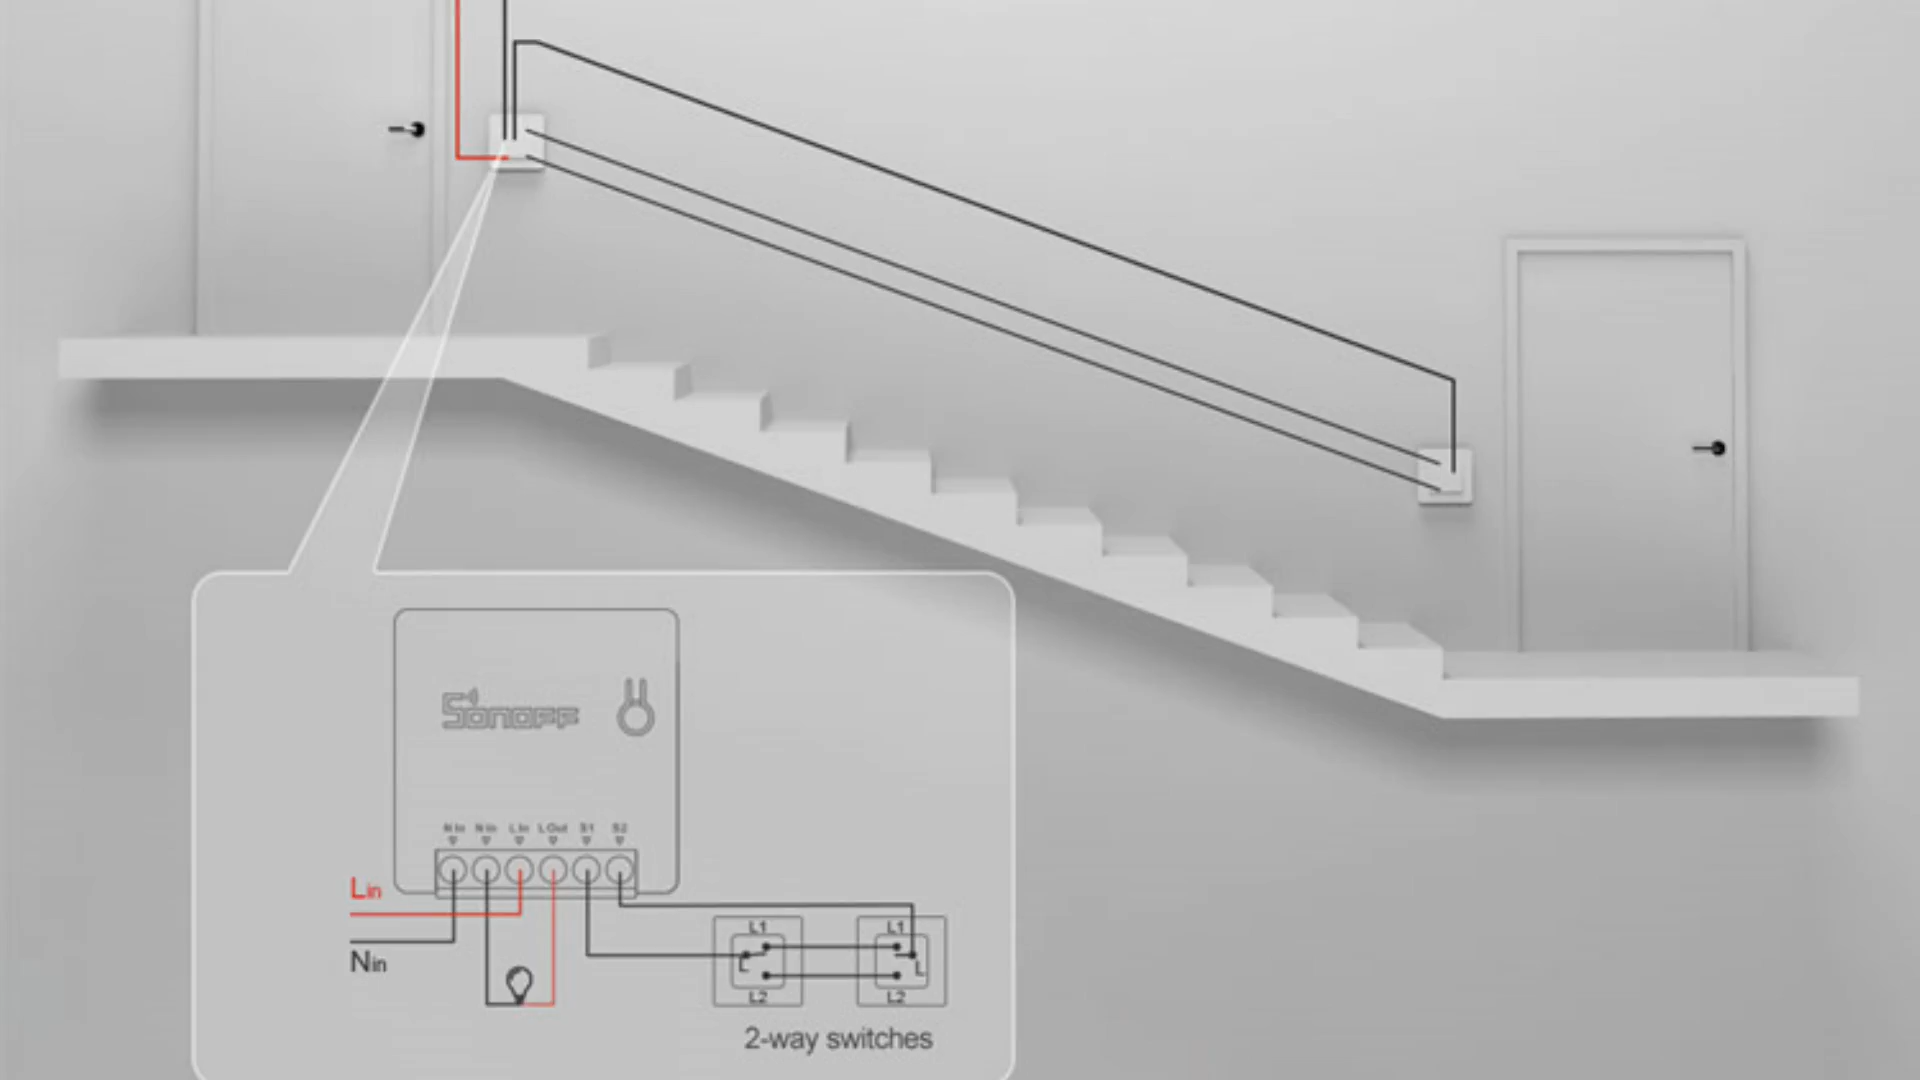 SONOFF
N In N In L In L Out S1 S2
Lin
Nin
L1 L1
L L
L2 L2
2-way switches